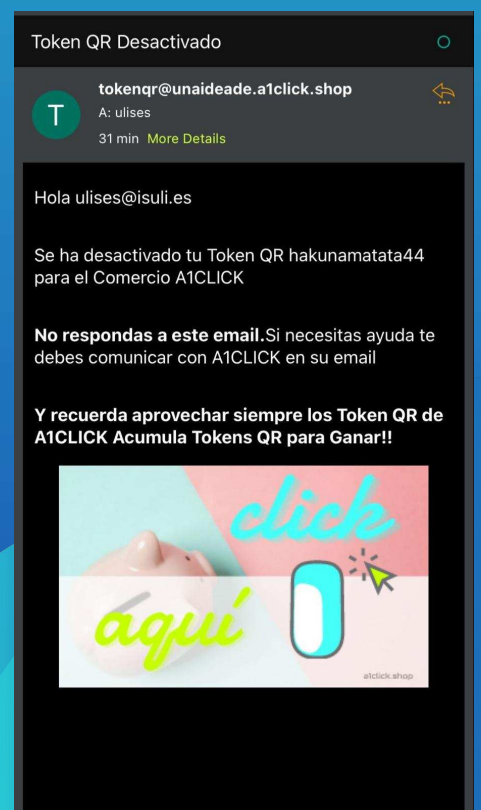 Token QR Desactivado
T
tokenqr@unaideade.a1click.shop
A: ulises
31 min More Details
Hola ulises@isuli.es
Se ha desactivado tu Token QR hakunamatata44
para el Comercio A1CLICK
No respondas a este email.Si necesitas ayuda te
debes comunicar con A1CLICK en su email
Y recuerda aprovechar siempre los Token QR de
A1CLICK Acumula Tokens QR para Ganar!!
click
aquí
a1click.shop